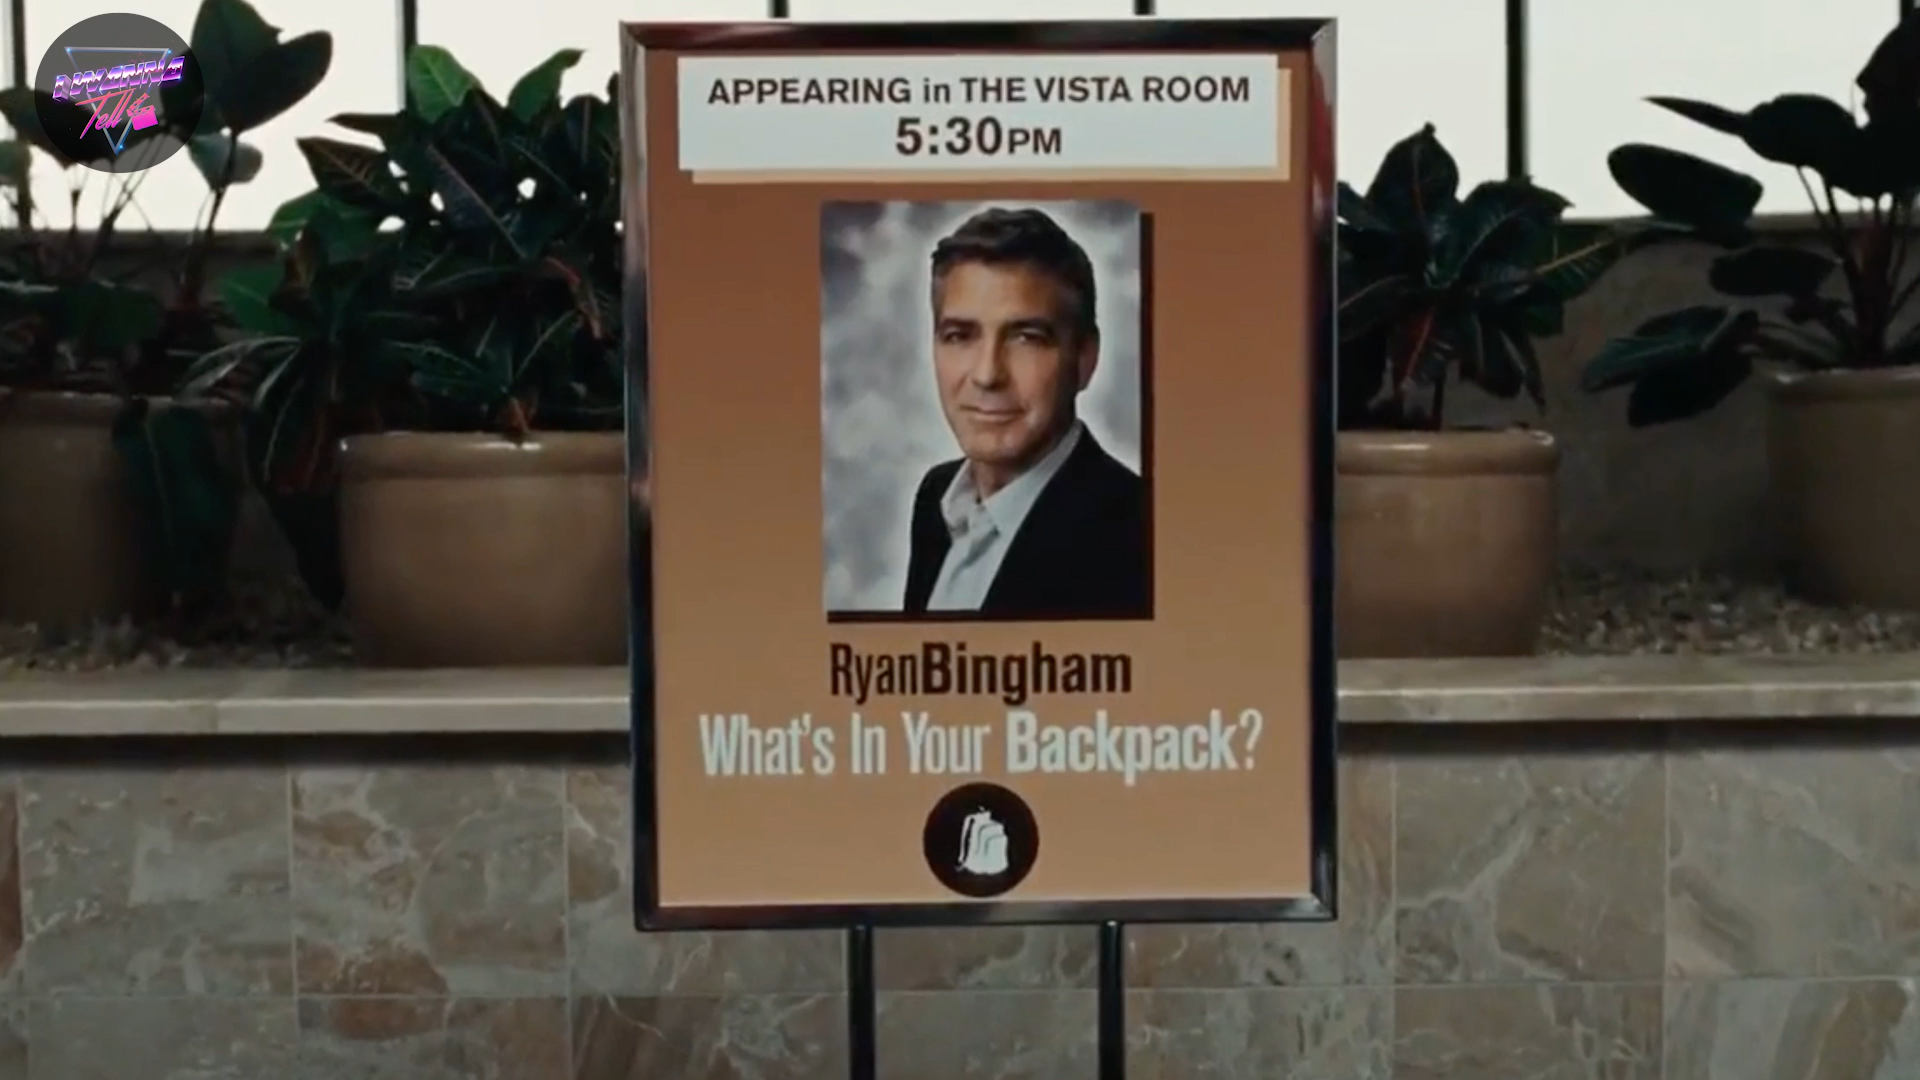 APPEARING in THE VISTA ROOM
5:30PM
RyanBingham
What's In Your Backpack?